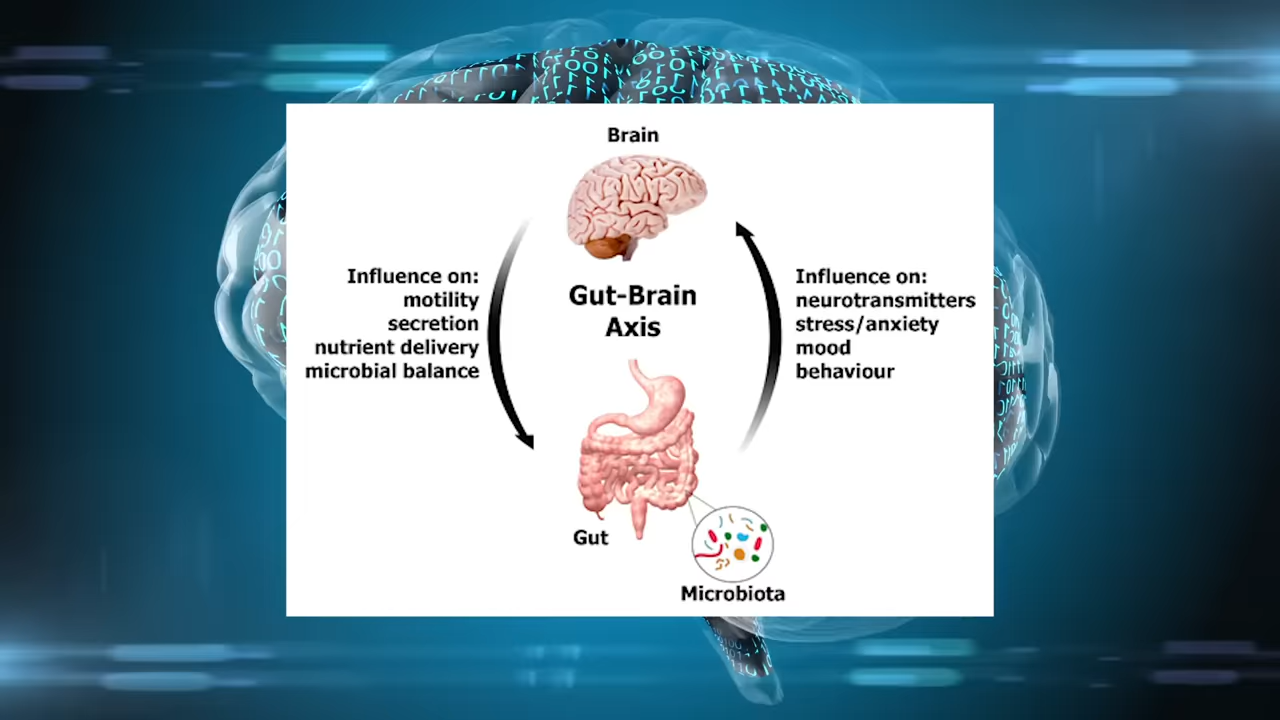 Brain
Influence on:
motility
secretion
nutrient delivery
microbial balance
Gut-Brain
Axis
Influence on:
neurotransmitters
stress/anxiety
mood
behaviour
Gut
Microbiota